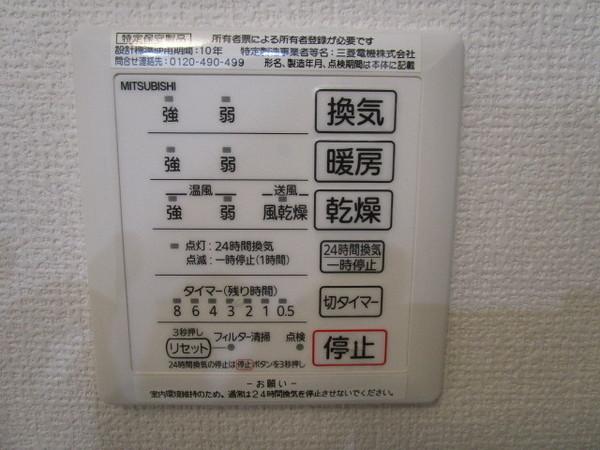 特定保守製品 所有者票による所有者登録が必要です
設計標準使用期間:10年 特定製造事業者等名:三菱電機株式会社
問合せ連絡先:0120-490-499 形名、製造年月、点検期間は本体に記載
MITSUBISHI
強 弱 換気
強 弱 暖房
温風 送風
強 弱 風乾燥 乾燥
点灯:24時間換気
点滅:一時停止(1時間)
24時間換気
一時停止
タイマー(残り時間)
8 6 4 3 2 1 0.5
切タイマー
3秒押し
リセット フィルター清掃 点検
停止
24時間換気の停止は停止ボタンを3秒押し
-お願い-
室内環境維持のため、通常は24時間換気を停止させないでください。